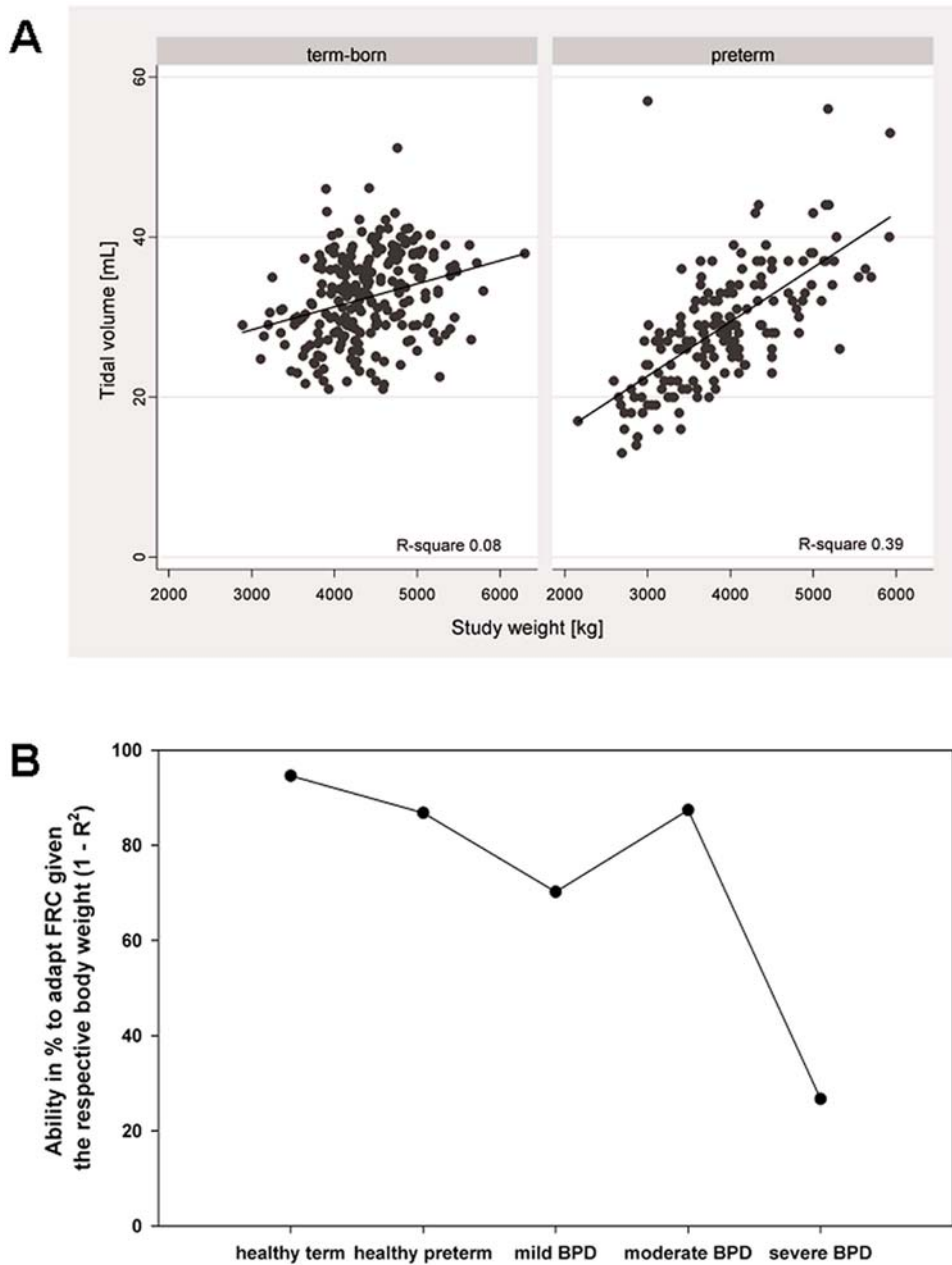 A
term-born
preterm
60
40
20
0
Tidal volume [mL]
R-square 0.08
R-square 0.39
2000 3000 4000 5000 6000 2000 3000 4000 5000 6000
Study weight [kg]
B
Ability in % to adapt FRC given
the respective body weight (1 - R²)
100
80
60
40
20
0
healthy term healthy preterm mild BPD moderate BPD severe BPD